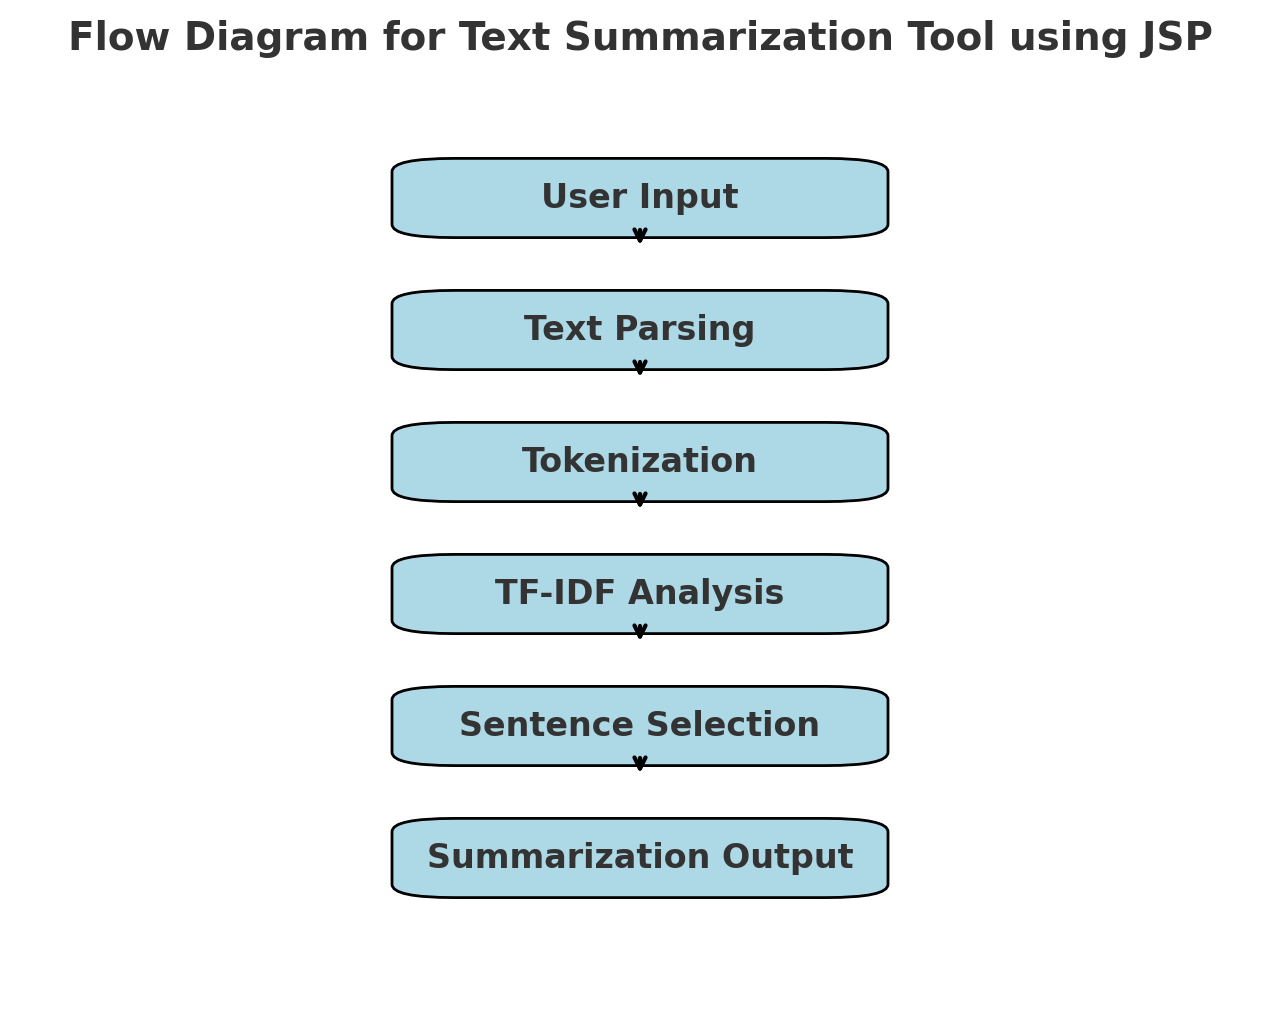 Flow Diagram for Text Summarization Tool using JSP
User Input
Text Parsing
Tokenization
TF-IDF Analysis
Sentence Selection
Summarization Output